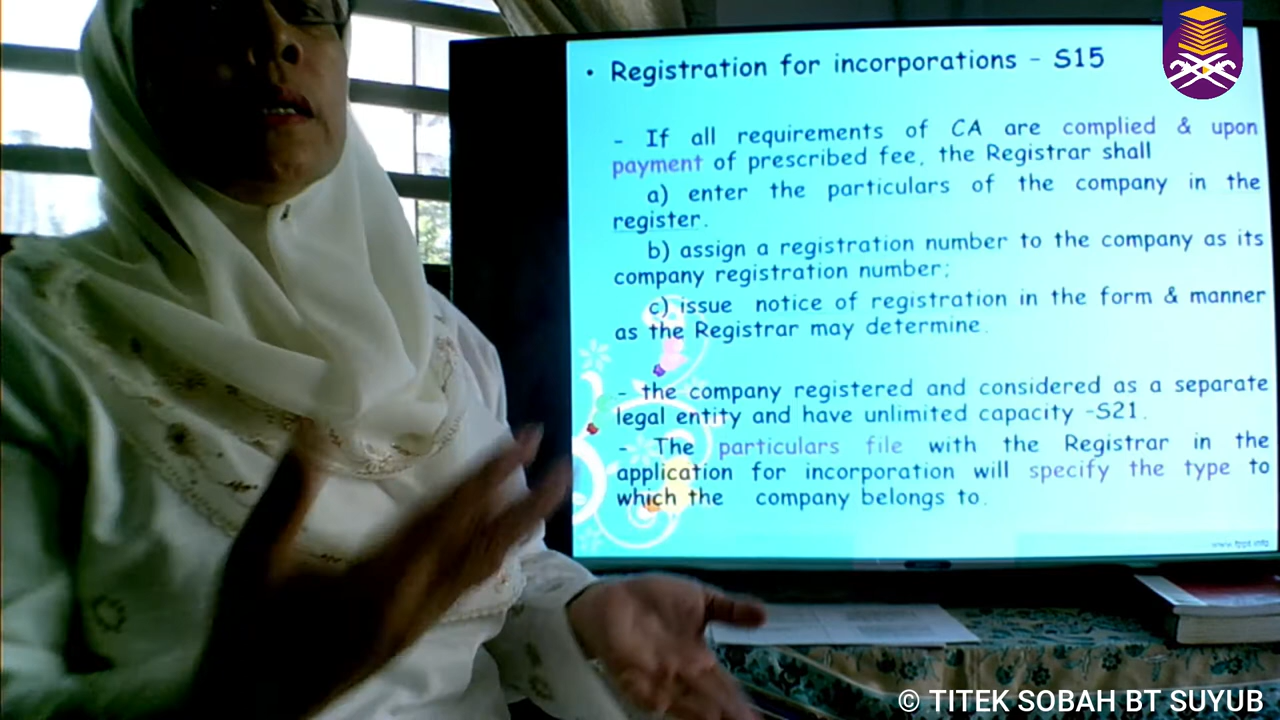 • Registration for incorporations - S15
- If all requirements of CA are complied & upon
payment of prescribed fee, the Registrar shall
a) enter the particulars of the company in the
register.
b) assign a registration number to the company as its
company registration number;
c) issue notice of registration in the form & manner
as the Registrar may determine.
- the company registered and considered as a separate
legal entity and have unlimited capacity -S21.
- The particulars file with the Registrar in the
application for incorporation will specify the type to
which the company belongs to.
www.fppt.info
© TITEK SOBAH BT SUYUB